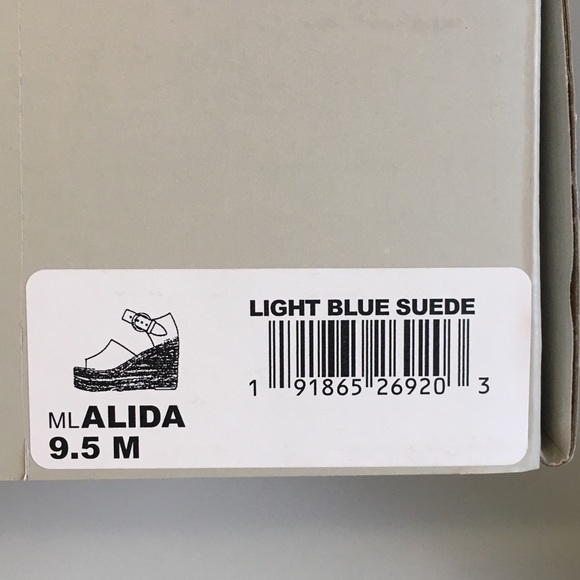 LIGHT BLUE SUEDE
1 91865 26920 3
MLALIDA
9.5 M